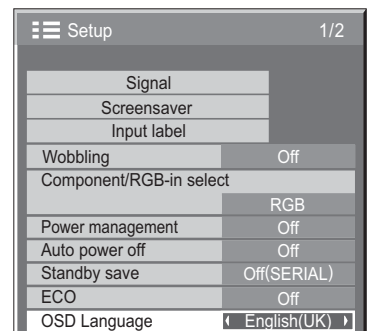 Setup 1/2
Signal
Screensaver
Input label
Wobbling Off
Component/RGB-in select
RGB
Power management Off
Auto power off Off
Standby save Off(SERIAL)
ECO Off
OSD Language English(UK)